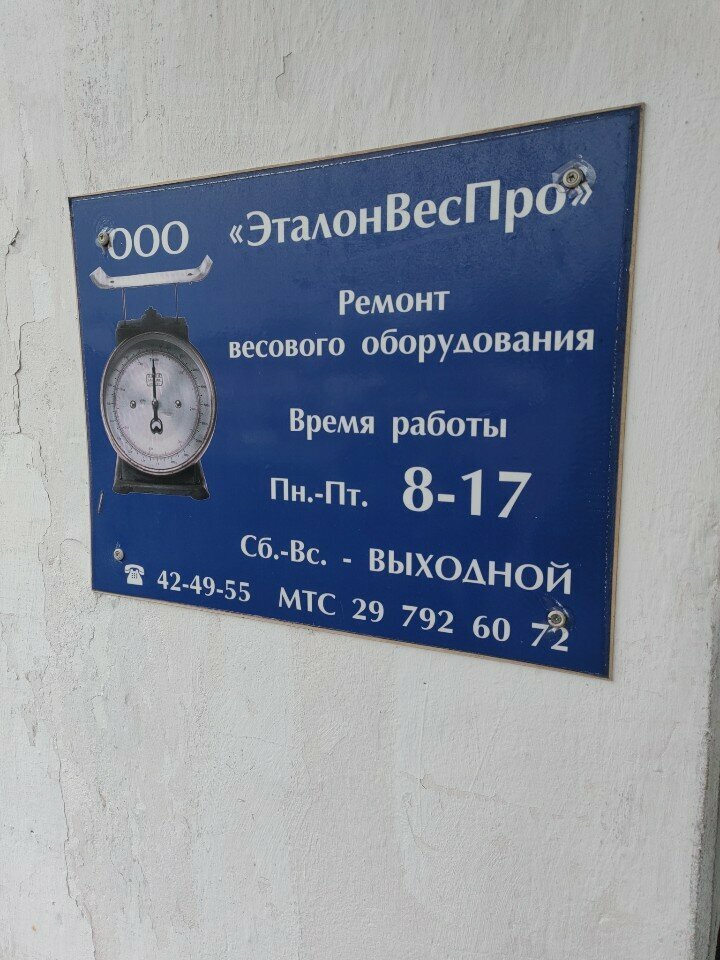 ООО «ЭталонВесПро»
Ремонт
весового оборудования
Время работы
Пн.-Пт. 8-17
Сб.-Вс. - ВЫХОДНОЙ
42-49-55 МТС 29 792 60 72